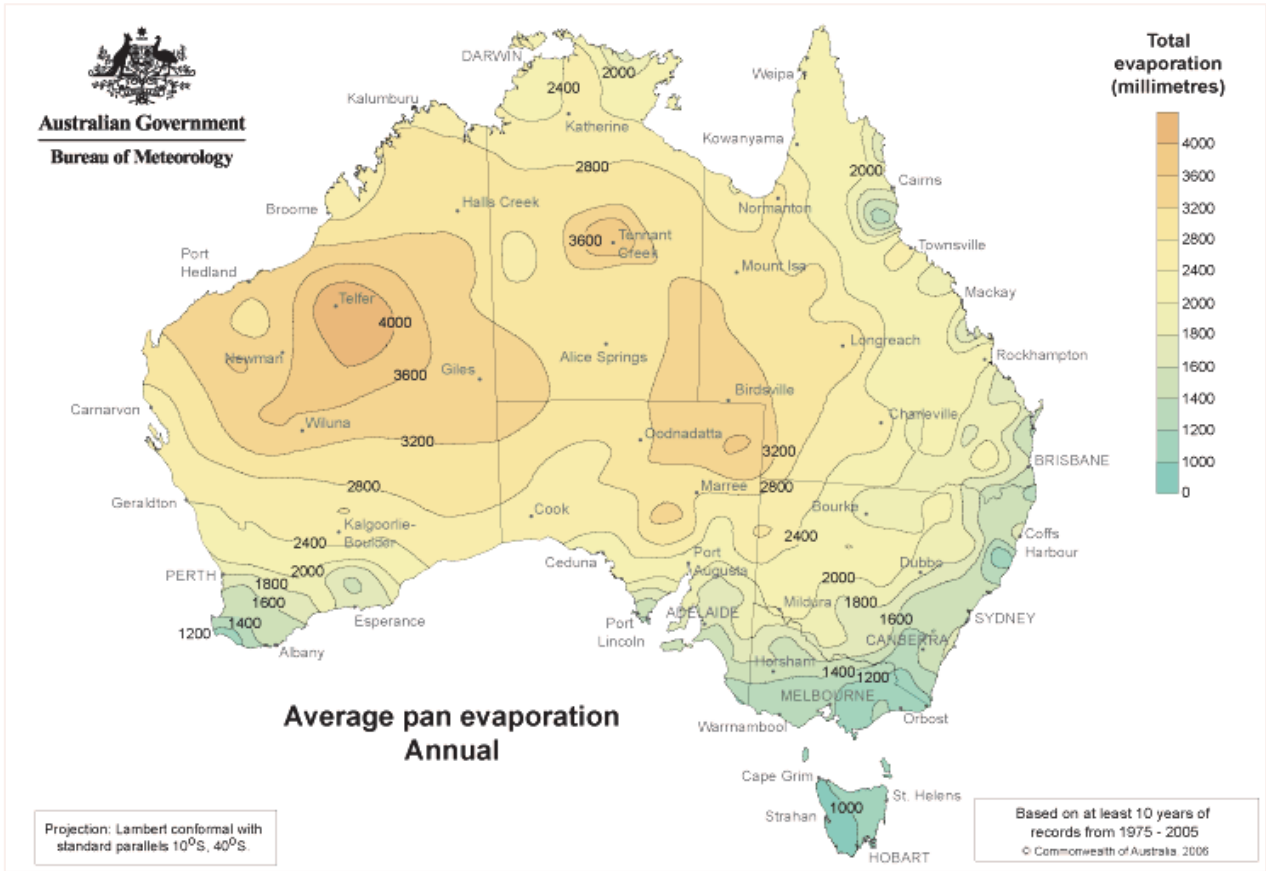 Australian Government
Bureau of Meteorology
Total
evaporation
(millimetres)
4000
3600
3200
2800
2400
2000
1800
1600
1400
1200
1000
0
DARWIN
2000
2400
Weipa
Kalumburu
Katherine
Kowanyama
2800
2000
Cairns
Broome
Halls Creek
Normanton
3600
Tennant
Creek
Townsville
Port
Hedland
Mount Isa
Telfer
Mackay
4000
Longreach
Newman
Alice Springs
Rockhampton
3600
Giles
Birdsville
Carnarvon
Charleville
Wiluna
3200
Oodnadatta
3200
BRISBANE
2800
Marree
2800
Geraldton
Cook
Bourke
Kalgoorlie-
Boulder
2400
2400
Coffs
Harbour
Ceduna
Port
Augusta
Dubbo
PERTH
2000
1800
2000
1600
Mildura
1800
ADELAIDE
1600
SYDNEY
1200
1400
Esperance
Port
Lincoln
CANBERRA
Albany
Horsham
1400
1200
MELBOURNE
Average pan evaporation
Annual
Warrnambool
Orbost
Cape Grim
St. Helens
1000
Strahan
HOBART
Projection: Lambert conformal with
standard parallels 10°S, 40°S.
Based on at least 10 years of
records from 1975 - 2005
© Commonwealth of Australia, 2006